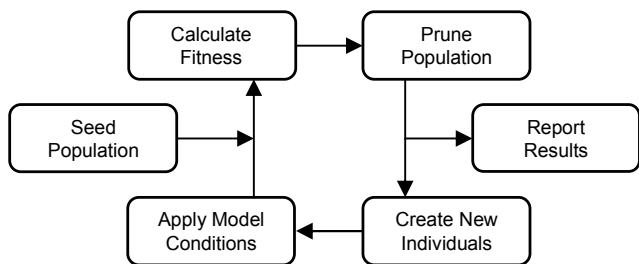 Calculate
Fitness
Prune
Population
Seed
Population
Report
Results
Apply Model
Conditions
Create New
Individuals